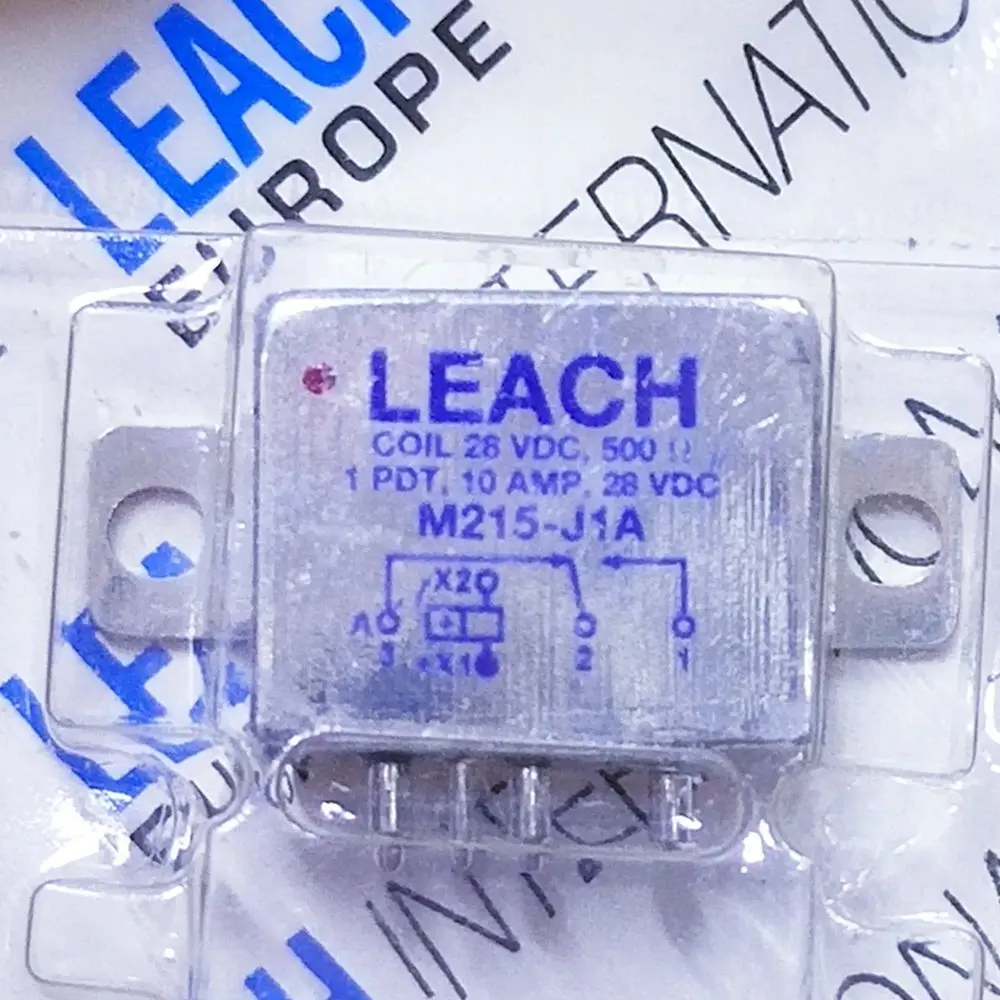 LEACH
EUROPE
LEACH
COIL 28 VDC, 500 Ω
1 PDT, 10 AMP, 28 VDC
M215-J1A
X2
A
+
3
+X1
2
1